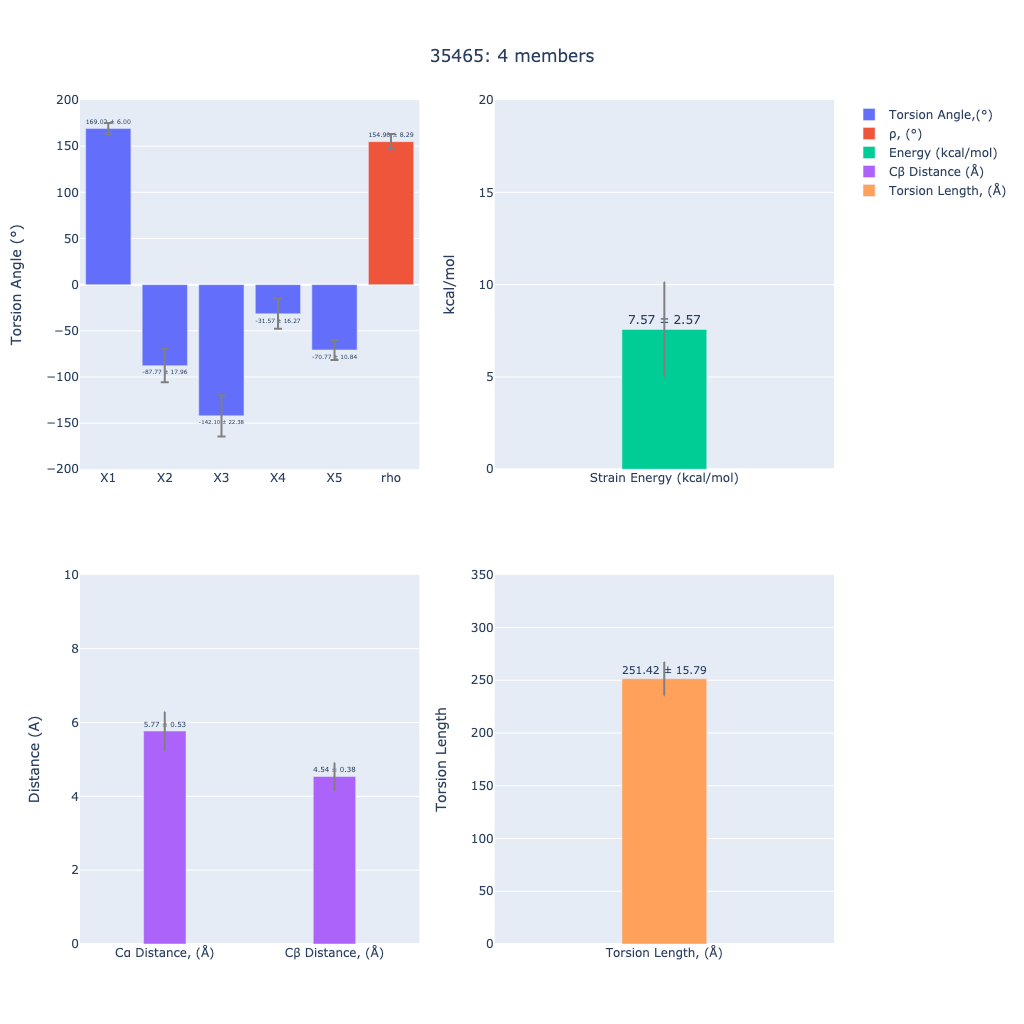 35465: 4 members
Torsion Angle (°)
200
150
100
50
0
−50
−100
−150
−200
169.02 ± 6.00
-87.77 ± 17.96
-142.10 ± 22.38
-31.57 ± 16.27
-70.77 ± 10.84
± 8.29
X1 X2 X3 X4 X5 rho
kcal/mol
20
15
10
5
0
7.57 ± 2.57
Strain Energy (kcal/mol)
Torsion Angle,(°)
ρ, (°)
Energy (kcal/mol)
Cβ Distance (Å)
Torsion Length, (Å)
Distance (A)
10
8
6
4
2
0
5.77 ± 0.53
4.54 ± 0.38
Cα Distance, (Å) Cβ Distance, (Å)
Torsion Length
350
300
250
200
150
100
50
0
251.42 ± 15.79
Torsion Length, (Å)